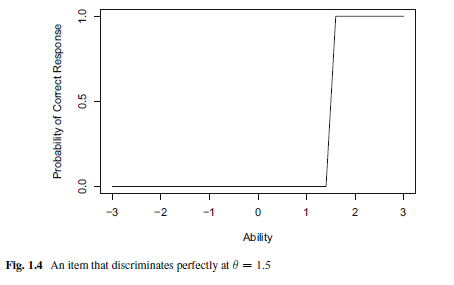 1.0
0.5
0.0
Probability of Correct Response
-3 -2 -1 0 1 2 3
Ability
Fig. 1.4 An item that discriminates perfectly at θ = 1.5